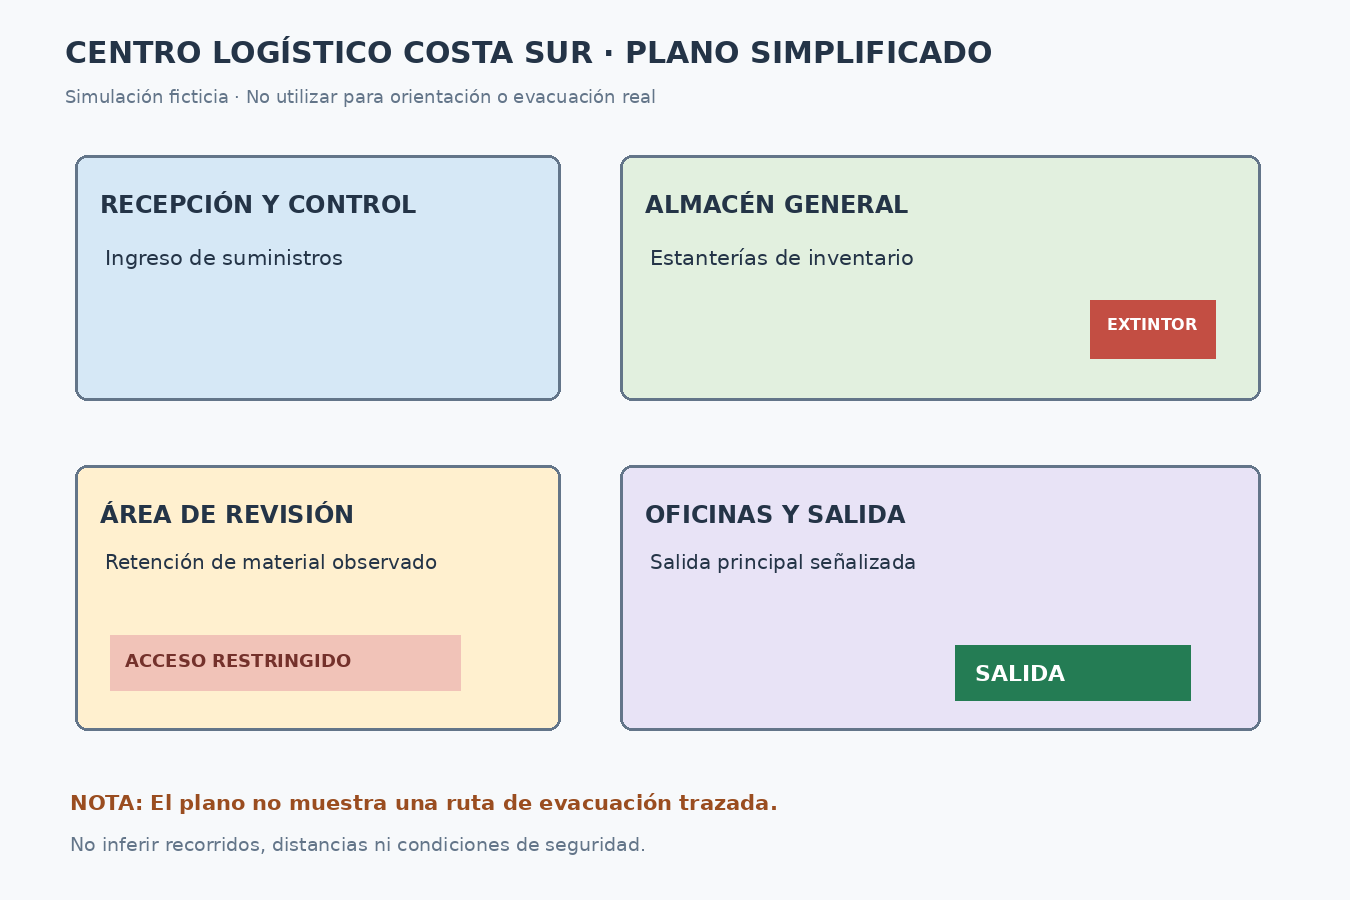 CENTRO LOGÍSTICO COSTA SUR · PLANO SIMPLIFICADO
Simulación ficticia · No utilizar para orientación o evacuación real
RECEPCIÓN Y CONTROL
Ingreso de suministros
ALMACÉN GENERAL
Estanterías de inventario
EXTINTOR
ÁREA DE REVISIÓN
Retención de material observado
ACCESO RESTRINGIDO
OFICINAS Y SALIDA
Salida principal señalizada
SALIDA
NOTA: El plano no muestra una ruta de evacuación trazada.
No inferir recorridos, distancias ni condiciones de seguridad.